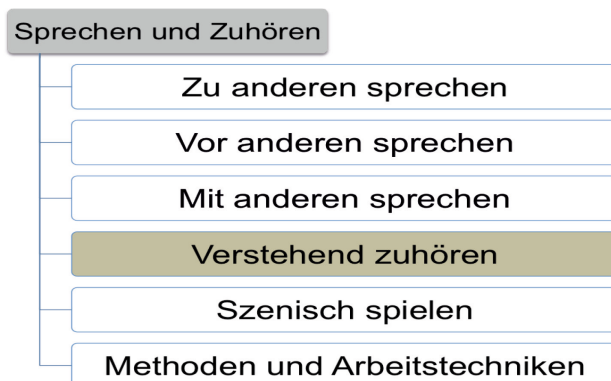 Sprechen und Zuhören
Zu anderen sprechen
Vor anderen sprechen
Mit anderen sprechen
Verstehend zuhören
Szenisch spielen
Methoden und Arbeitstechniken